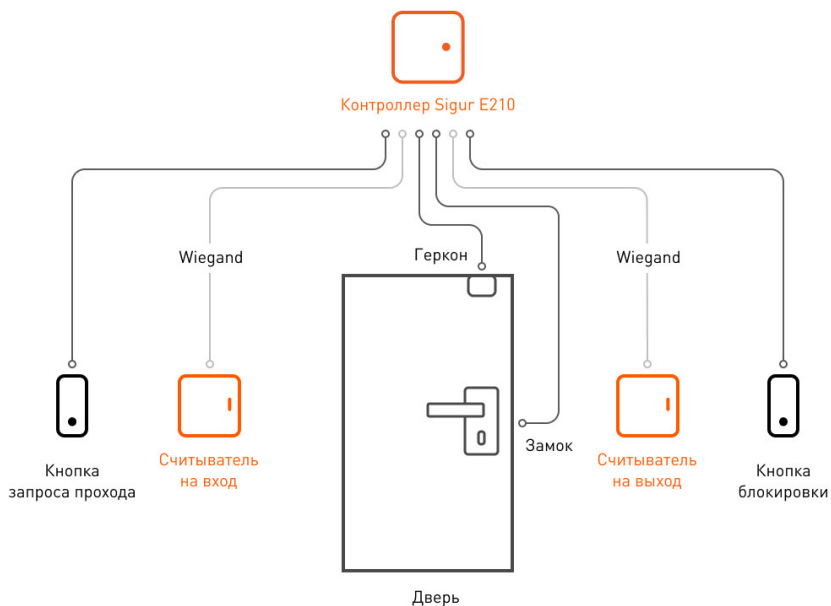 Контроллер Sigur E210
Wiegand
Геркон
Wiegand
Замок
Кнопка
запроса прохода
Считыватель
на вход
Считыватель
на выход
Кнопка
блокировки
Дверь